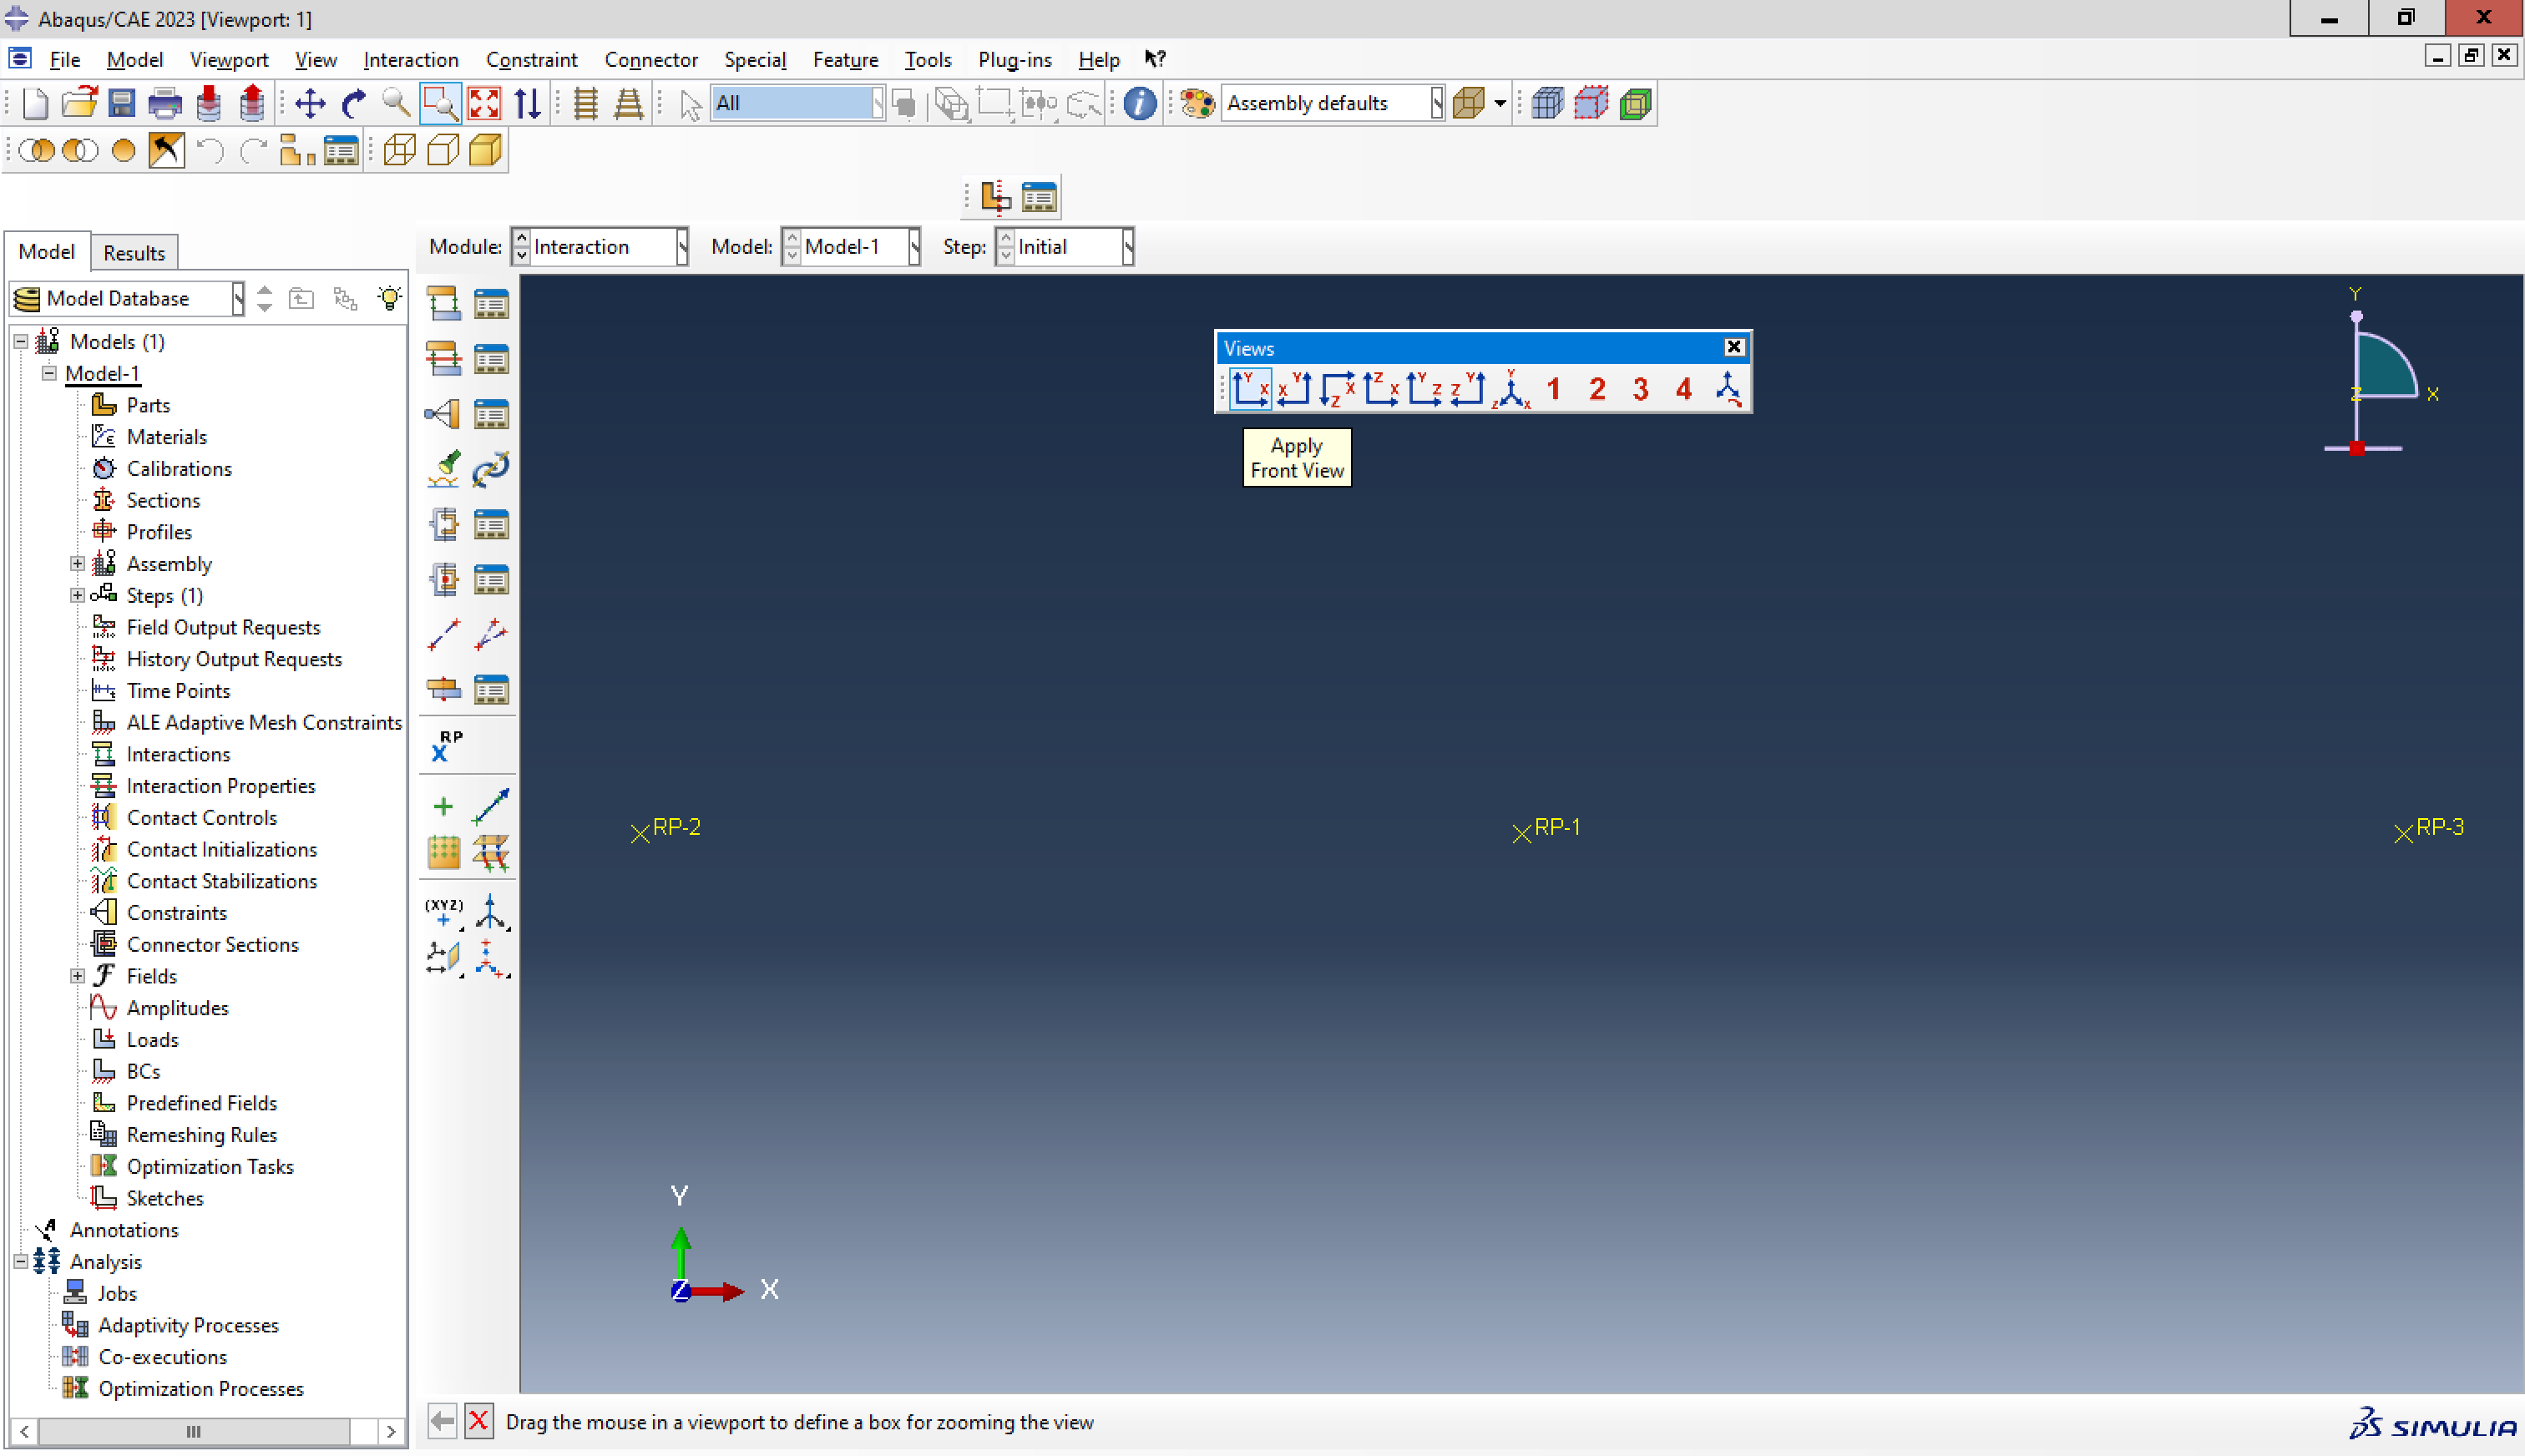 Abaqus/CAE 2023 [Viewport: 1]
File Model Viewport View Interaction Constraint Connector Special Feature Tools Plug-ins Help ?
All
i
Assembly defaults
Model Results
Module: Interaction Model: Model-1 Step: Initial
Model Database
Models (1)
Model-1
Parts
Materials
Calibrations
Sections
Profiles
Assembly
Steps (1)
Field Output Requests
History Output Requests
Time Points
ALE Adaptive Mesh Constraints
Interactions
Interaction Properties
Contact Controls
Contact Initializations
Contact Stabilizations
Constraints
Connector Sections
Fields
Amplitudes
Loads
BCs
Predefined Fields
Remeshing Rules
Optimization Tasks
Sketches
Annotations
Analysis
Jobs
Adaptivity Processes
Co-executions
Optimization Processes
RP
(XYZ)
Views
Y X X Y X Z Z X Y Z Z Y Y Z X 1 2 3 4
Apply
Front View
Y
Z X
RP-2
RP-1
RP-3
Y
Z X
Drag the mouse in a viewport to define a box for zooming the view
3DS SIMULIA